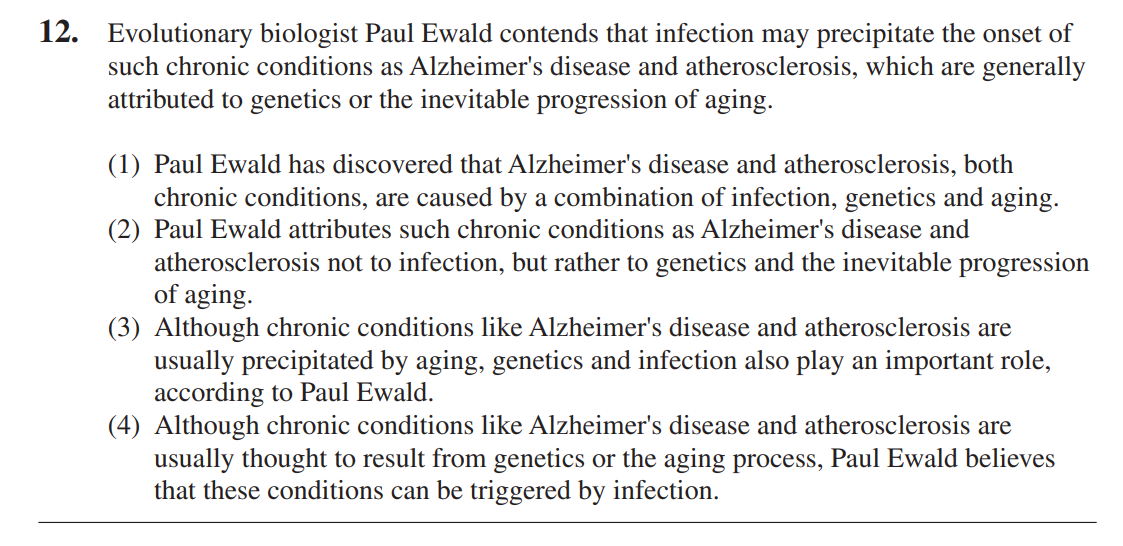 12. Evolutionary biologist Paul Ewald contends that infection may precipitate the onset of
such chronic conditions as Alzheimer's disease and atherosclerosis, which are generally
attributed to genetics or the inevitable progression of aging.
(1) Paul Ewald has discovered that Alzheimer's disease and atherosclerosis, both
chronic conditions, are caused by a combination of infection, genetics and aging.
(2) Paul Ewald attributes such chronic conditions as Alzheimer's disease and
atherosclerosis not to infection, but rather to genetics and the inevitable progression
of aging.
(3) Although chronic conditions like Alzheimer's disease and atherosclerosis are
usually precipitated by aging, genetics and infection also play an important role,
according to Paul Ewald.
(4) Although chronic conditions like Alzheimer's disease and atherosclerosis are
usually thought to result from genetics or the aging process, Paul Ewald believes
that these conditions can be triggered by infection.